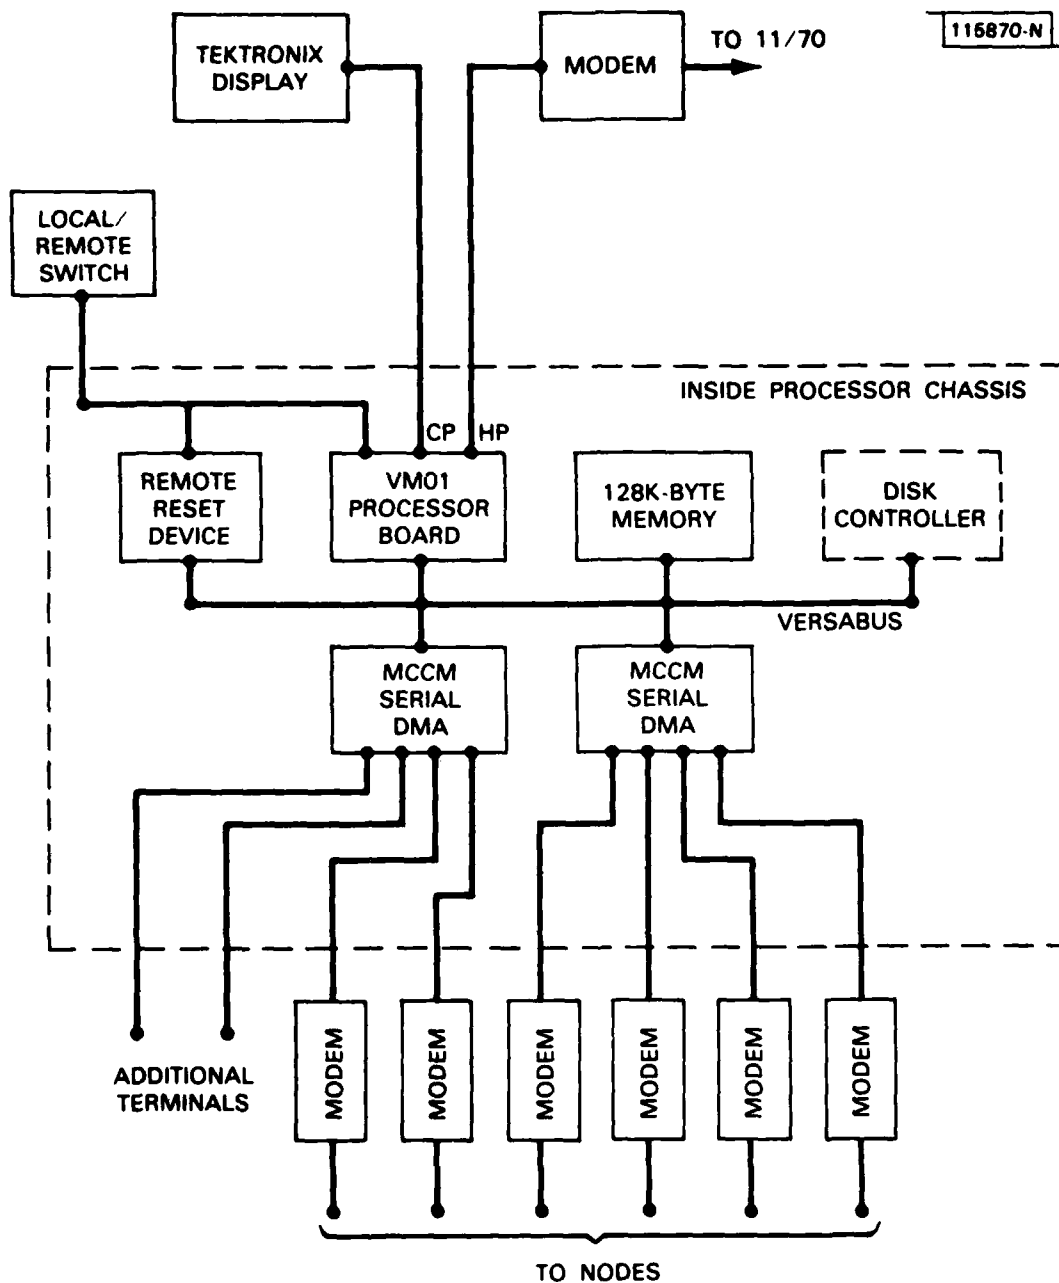 115870-N
TEKTRONIX
DISPLAY
MODEM
TO 11/70
LOCAL/
REMOTE
SWITCH
INSIDE PROCESSOR CHASSIS
CP
HP
REMOTE
RESET
DEVICE
VM01
PROCESSOR
BOARD
128K-BYTE
MEMORY
DISK
CONTROLLER
VERSABUS
MCCM
SERIAL
DMA
MCCM
SERIAL
DMA
ADDITIONAL
TERMINALS
MODEM
MODEM
MODEM
MODEM
MODEM
MODEM
TO NODES